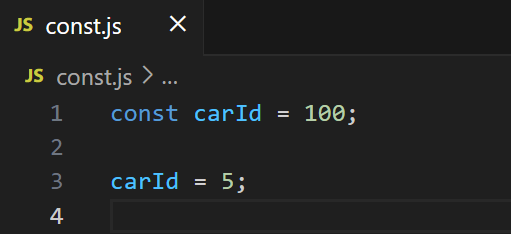 JS const.js ×
JS const.js > ...
1 const carId = 100;
2
3 carId = 5;
4